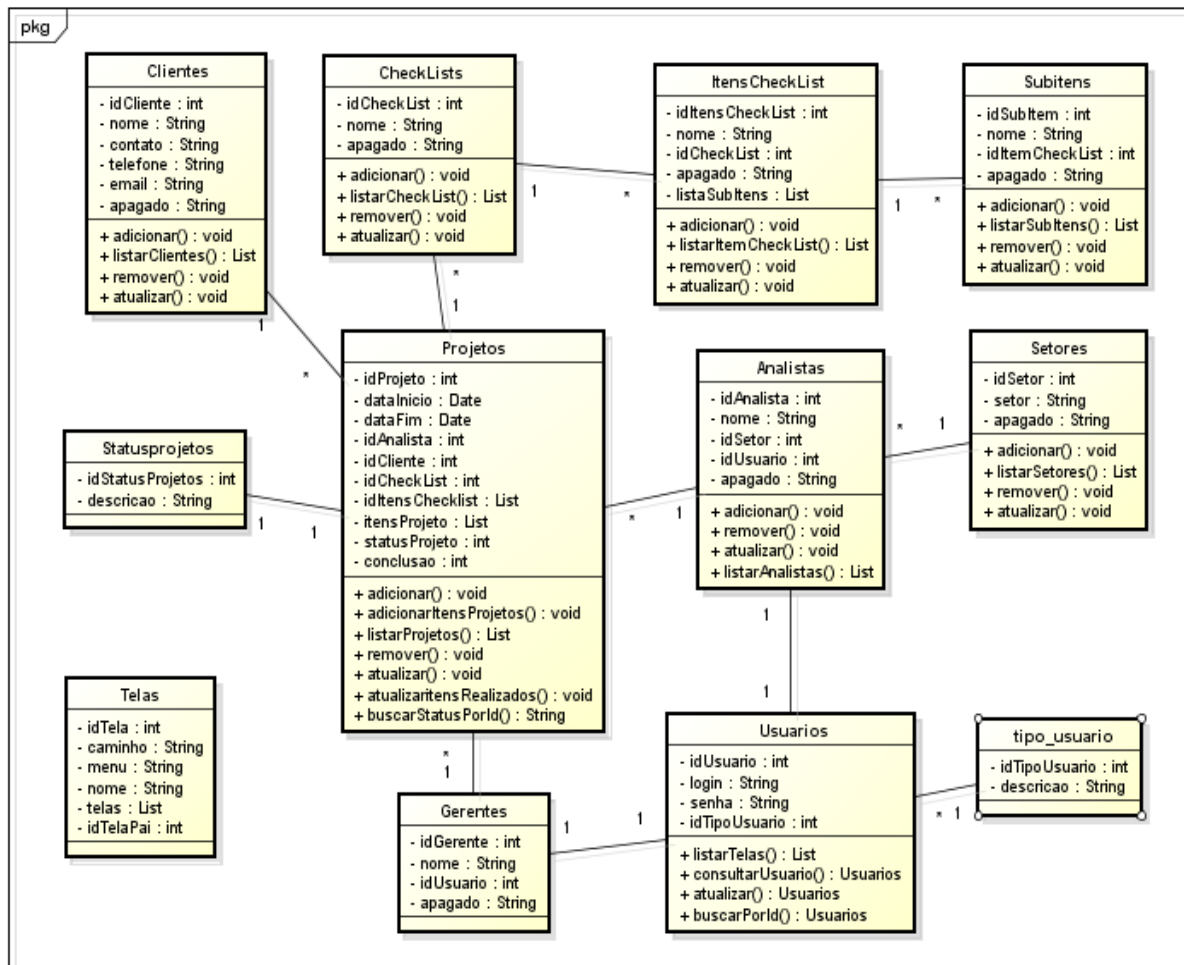 pkg
Clientes
- idCliente : int
- nome : String
- contato : String
- telefone : String
- email : String
- apagado : String
+ adicionar() : void
+ listarClientes() : List
+ remover() : void
+ atualizar() : void
1
*
CheckLists
- idCheckList : int
- nome : String
- apagado : String
+ adicionar() : void
+ listarCheckList() : List
+ remover() : void
+ atualizar() : void
1
*
*
1
ItensCheckList
- idItensCheckList : int
- nome : String
- idCheckList : int
- apagado : String
- listaSubItens : List
+ adicionar() : void
+ listarItemCheckList() : List
+ remover() : void
+ atualizar() : void
1
*
Subitens
- idSubItem : int
- nome : String
- idItemCheckList : int
- apagado : String
+ adicionar() : void
+ listarSubItens() : List
+ remover() : void
+ atualizar() : void
Statusprojetos
- idStatusProjetos : int
- descricao : String
1
1
Projetos
- idProjeto : int
- dataInicio : Date
- dataFim : Date
- idAnalista : int
- idCliente : int
- idCheckList : int
- idItensChecklist : List
- itensProjeto : List
- statusProjeto : int
- conclusao : int
+ adicionar() : void
+ adicionarItensProjetos() : void
+ listarProjetos() : List
+ remover() : void
+ atualizar() : void
+ atualizaritensRealizados() : void
+ buscarStatusPorId() : String
*
1
Analistas
- idAnalista : int
- nome : String
- idSetor : int
- idUsuario : int
- apagado : String
+ adicionar() : void
+ remover() : void
+ atualizar() : void
+ listarAnalistas() : List
*
1
Setores
- idSetor : int
- setor : String
- apagado : String
+ adicionar() : void
+ listarSetores() : List
+ remover() : void
+ atualizar() : void
1
1
Telas
- idTela : int
- caminho : String
- menu : String
- nome : String
- telas : List
- idTelaPai : int
*
1
Gerentes
- idGerente : int
- nome : String
- idUsuario : int
- apagado : String
1
1
Usuarios
- idUsuario : int
- login : String
- senha : String
- idTipoUsuario : int
+ listarTelas() : List
+ consultarUsuario() : Usuarios
+ atualizar() : Usuarios
+ buscarPorId() : Usuarios
* 1
tipo_usuario
- idTipoUsuario : int
- descricao : String